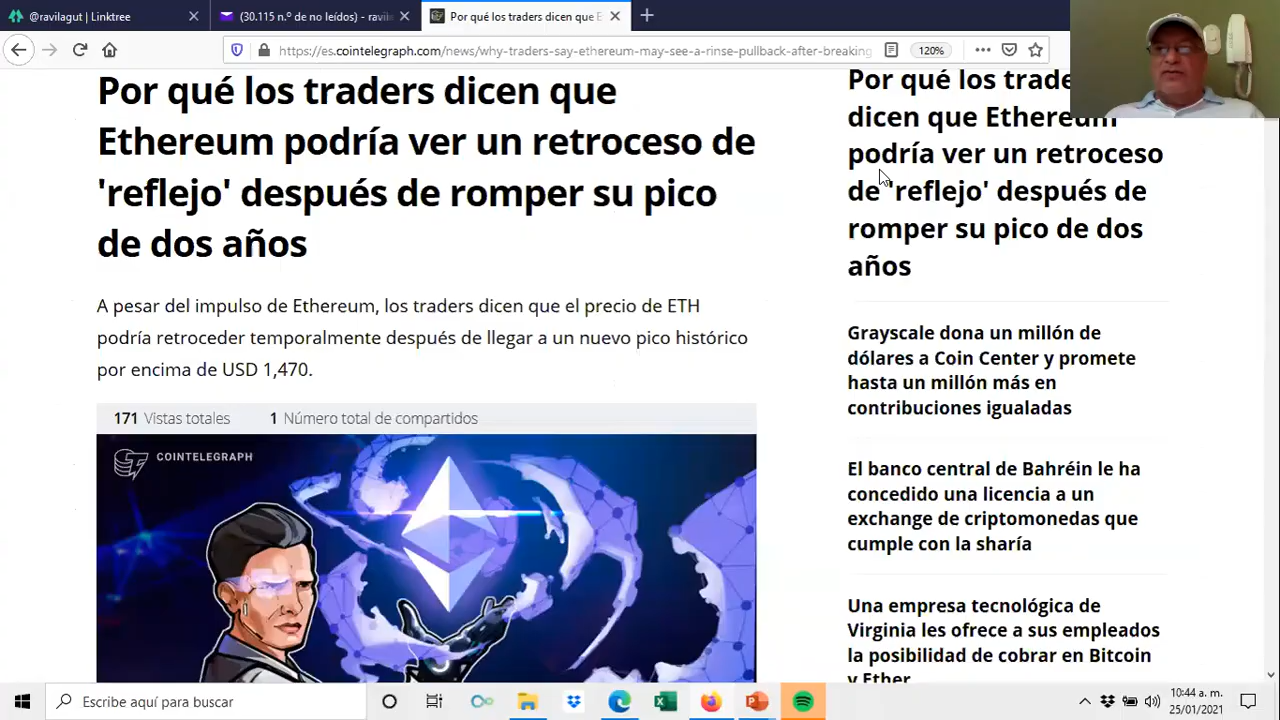 @ravilagut | Linktree
(30.115 n.º de no leídos) - ravil
Por qué los traders dicen que E
https://es.cointelegraph.com/news/why-traders-say-ethereum-may-see-a-rinse-pullback-after-breaking
120%
Por qué los traders dicen que
Ethereum podría ver un retroceso de
'reflejo' después de romper su pico
de dos años
A pesar del impulso de Ethereum, los traders dicen que el precio de ETH
podría retroceder temporalmente después de llegar a un nuevo pico histórico
por encima de USD 1,470.
171 Vistas totales
1 Número total de compartidos
COINTELEGRAPH
Por qué los trade
dicen que Ethereum
podría ver un retroceso
de 'reflejo' después de
romper su pico de dos
años
Grayscale dona un millón de
dólares a Coin Center y promete
hasta un millón más en
contribuciones igualadas
El banco central de Bahréin le ha
concedido una licencia a un
exchange de criptomonedas que
cumple con la sharía
Una empresa tecnológica de
Virginia les ofrece a sus empleados
la posibilidad de cobrar en Bitcoin
y Ether
Escribe aquí para buscar
10:44 a. m.
25/01/2021